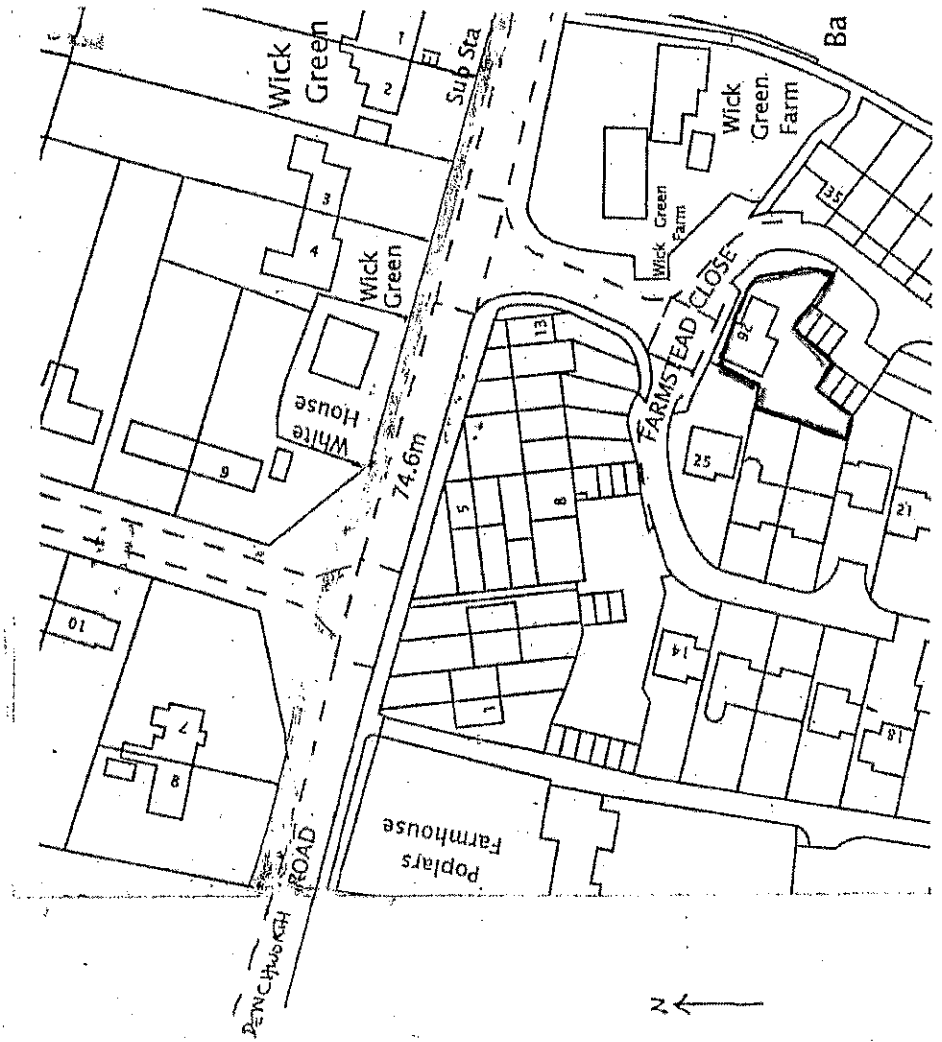 Wick
Green
1
2
El
Sub Sta
Ba
3
4
Wick
Green
Wick
Green
Farm
Wick Green
Farm
35
White
House
9
74.6m
13
FARMSTEAD CLOSE
26
5
8
25
21
10
7
8
1
14
18
Poplars
Farmhouse
ROAD
DENCHWORTH
N